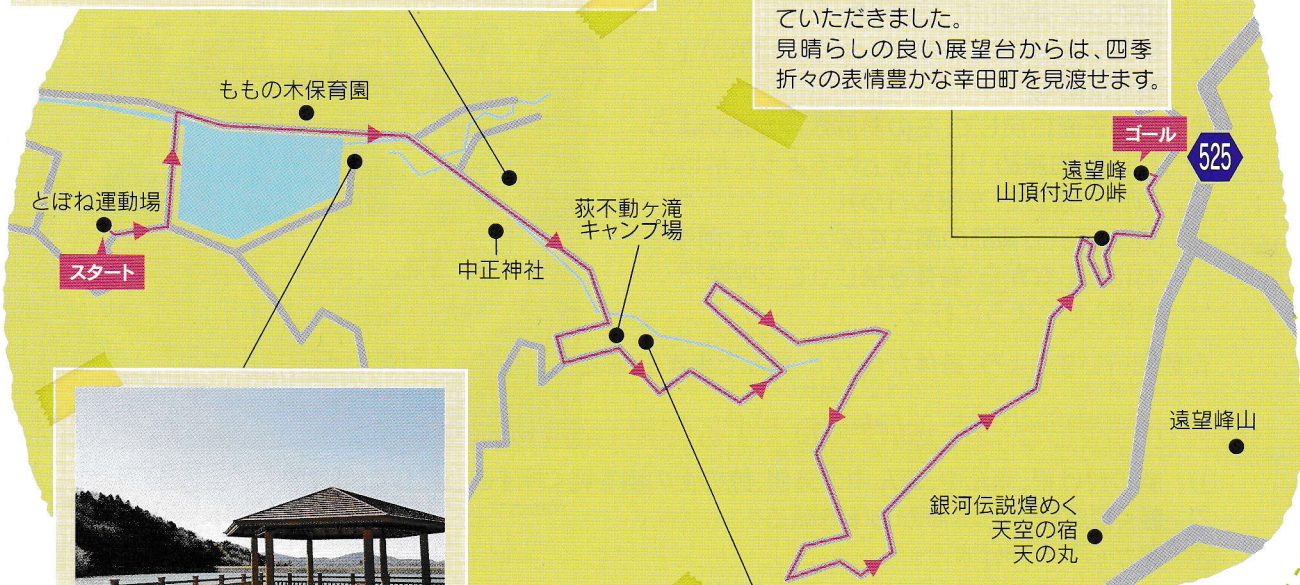 ていただきました。
見晴らしの良い展望台からは、四季
折々の表情豊かな幸田町を見渡せます。
ももの木保育園
ゴール
525
遠望峰
山頂付近の峠
とぼね運動場
荻不動ヶ滝
キャンプ場
スタート
中正神社
遠望峰山
銀河伝説煌めく
天空の宿
天の丸